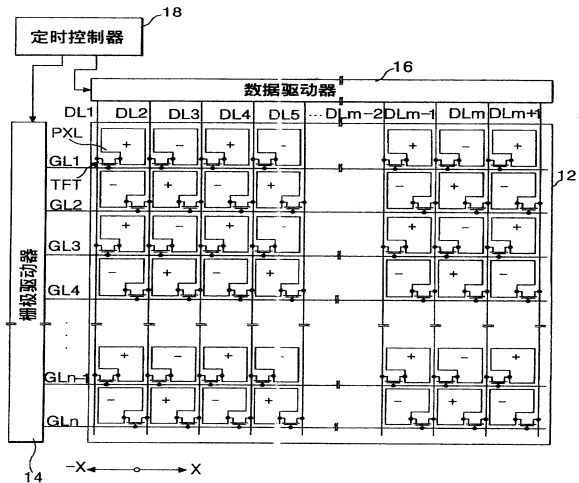 定时控制器
18
16
数据驱动器
DL1 DL2 DL3 DL4 DL5 ...DLm-2 DLm-1 DLm DLm+1
PXL
+ - + - + - +
GL1
12
TFT
- + - + - + -
GL2
+ - + - + - +
GL3
栅极驱动器
- + - + - + -
GL4
+ - + - + - +
GLn-1
- + - + - + -
GLn
14
-X X